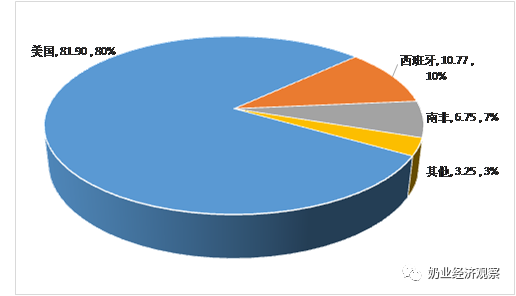 美国, 81.90 , 80%
西班牙, 10.77 ,
10%
南非, 6.75 , 7%
其他, 3.25 , 3%
奶业经济观察